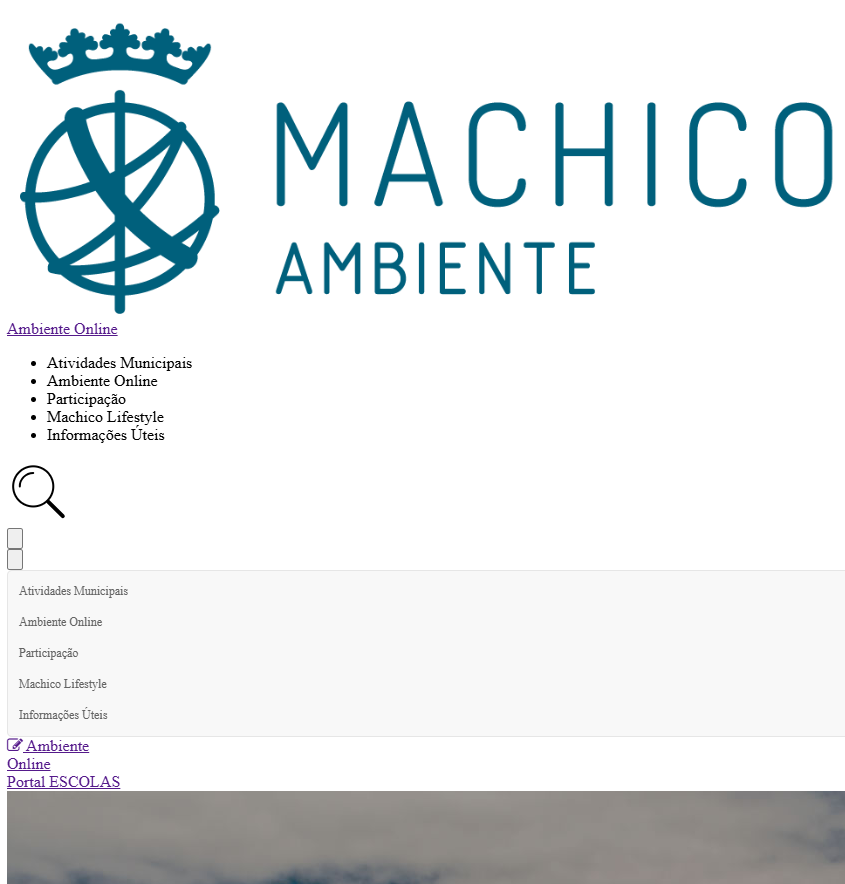 MACHICO
AMBIENTE
Ambiente Online
Atividades Municipais
Ambiente Online
Participação
Machico Lifestyle
Informações Úteis
Atividades Municipais
Ambiente Online
Participação
Machico Lifestyle
Informações Úteis
Ambiente
Online
Portal ESCOLAS